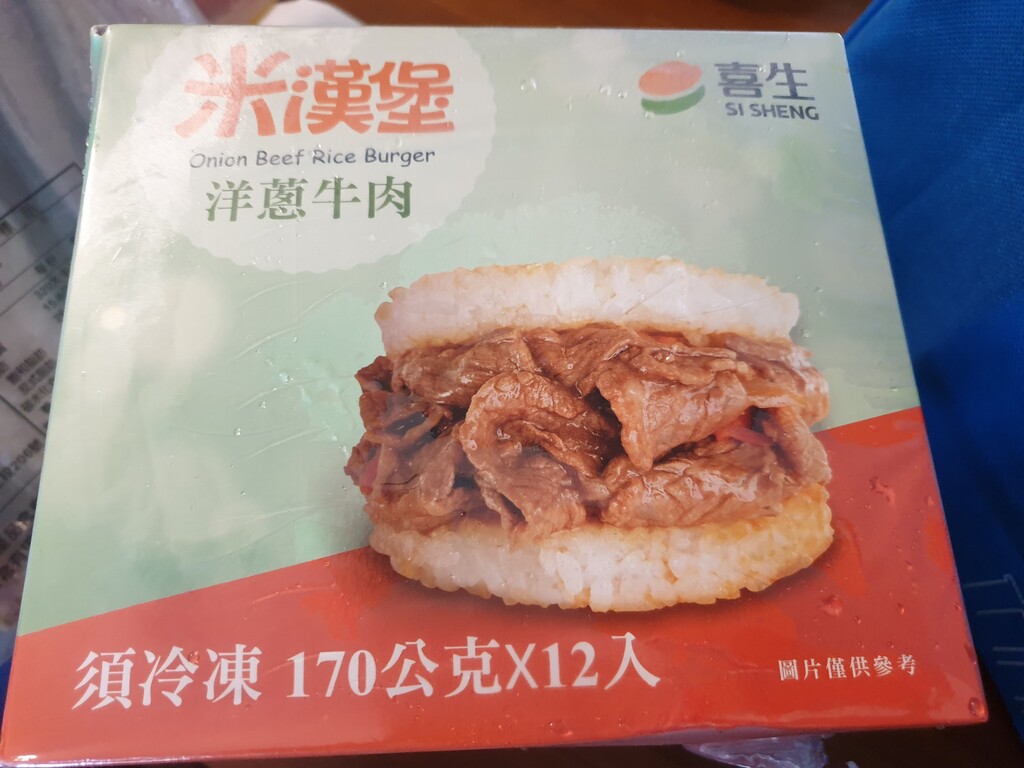 米漢堡
Onion Beef Rice Burger
洋蔥牛肉
喜生
SI SHENG
須冷凍 170公克X12入
圖片僅供參考